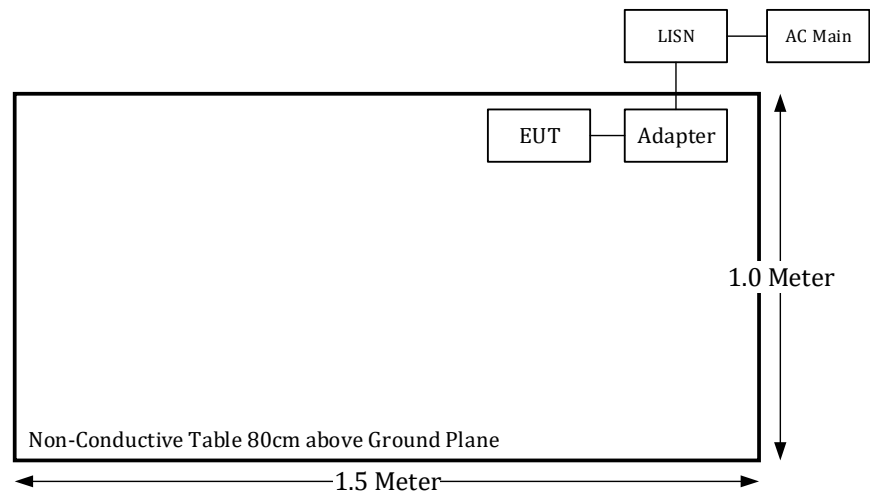 LISN
AC Main
EUT
Adapter
1.0 Meter
Non-Conductive Table 80cm above Ground Plane
1.5 Meter